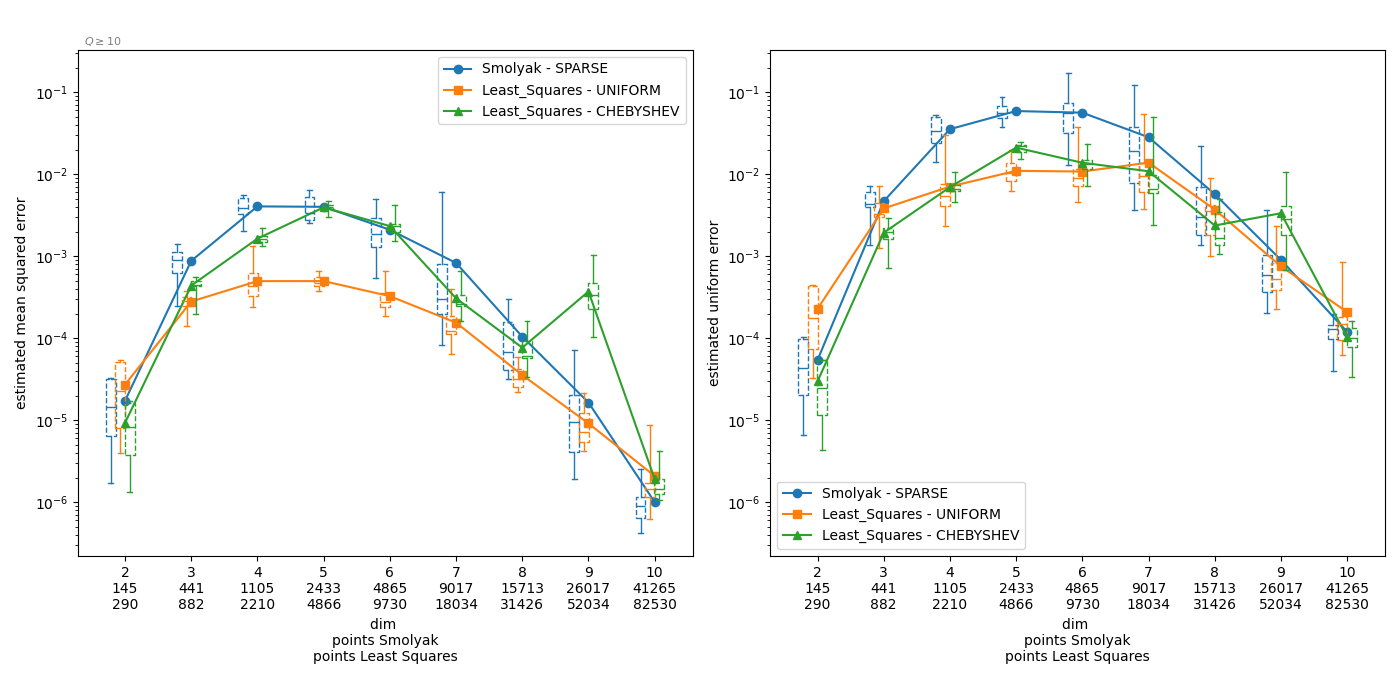 Q ≥ 10
estimated mean squared error
10⁻¹
10⁻²
10⁻³
10⁻⁴
10⁻⁵
10⁻⁶
Smolyak - SPARSE
Least_Squares - UNIFORM
Least_Squares - CHEBYSHEV
2 3 4 5 6 7 8 9 10
145 441 1105 2433 4865 9017 15713 26017 41265
290 882 2210 4866 9730 18034 31426 52034 82530
dim
points Smolyak
points Least Squares
estimated uniform error
10⁻¹
10⁻²
10⁻³
10⁻⁴
10⁻⁵
10⁻⁶
Smolyak - SPARSE
Least_Squares - UNIFORM
Least_Squares - CHEBYSHEV
2 3 4 5 6 7 8 9 10
145 441 1105 2433 4865 9017 15713 26017 41265
290 882 2210 4866 9730 18034 31426 52034 82530
dim
points Smolyak
points Least Squares